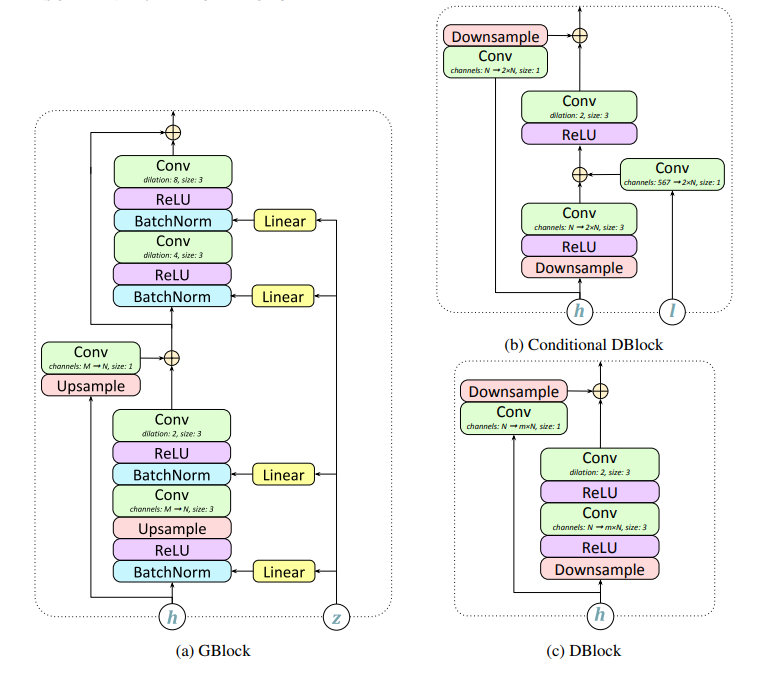 Conv
dilation: 8, size: 3
ReLU
BatchNorm
Linear
Conv
dilation: 4, size: 3
ReLU
BatchNorm
Linear
Conv
channels: M → N, size: 1
Upsample
Conv
dilation: 2, size: 3
ReLU
BatchNorm
Linear
Conv
channels: M → N, size: 3
Upsample
ReLU
BatchNorm
Linear
h
z
(a) GBlock
Downsample
Conv
channels: N → 2×N, size: 1
Conv
dilation: 2, size: 3
ReLU
Conv
channels: 567 → 2×N, size: 1
Conv
channels: N → 2×N, size: 3
ReLU
Downsample
h
l
(b) Conditional DBlock
Downsample
Conv
channels: N → m×N, size: 1
Conv
dilation: 2, size: 3
ReLU
Conv
channels: N → m×N, size: 3
ReLU
Downsample
h
(c) DBlock